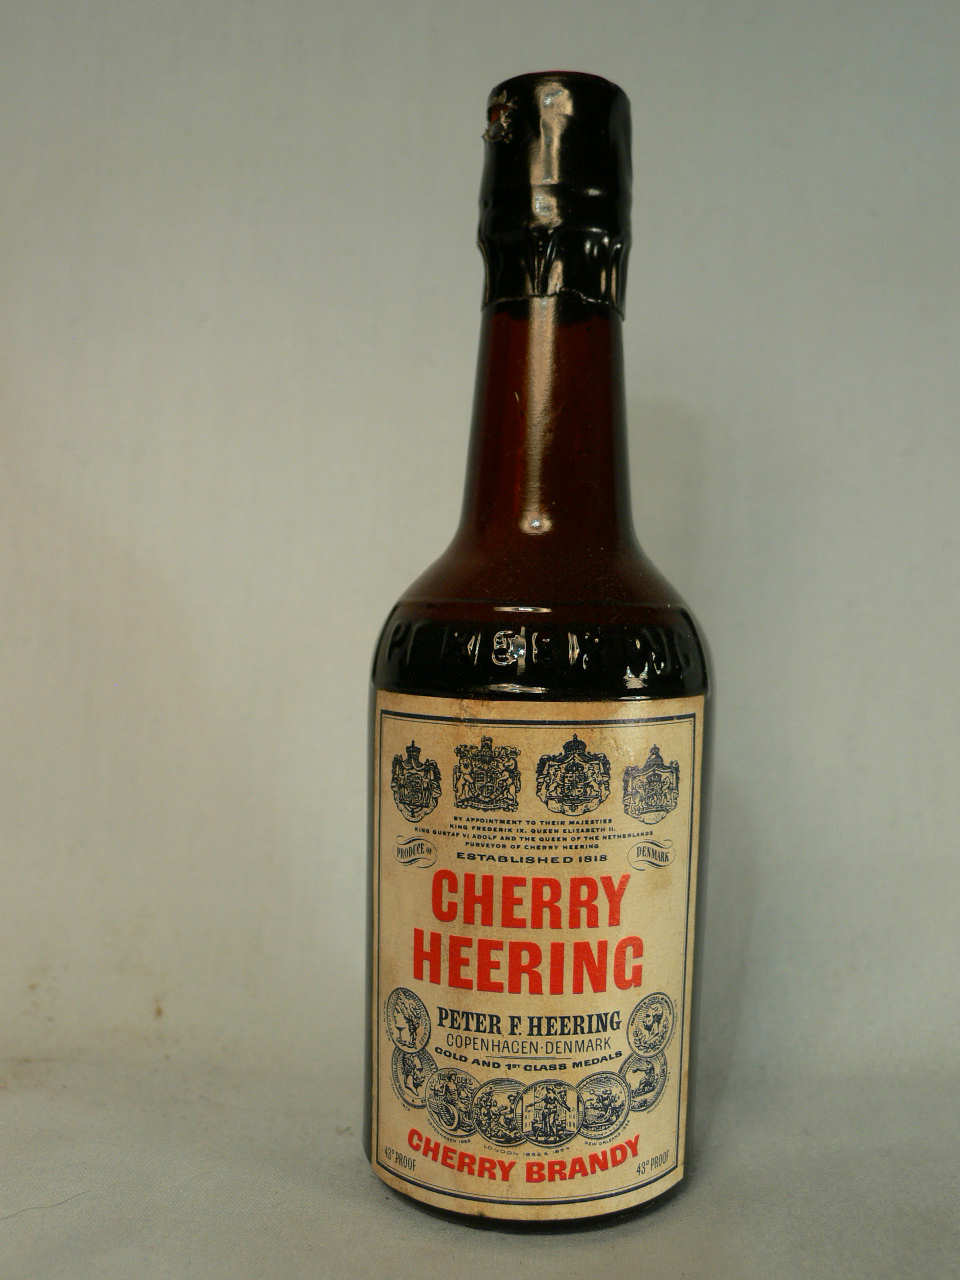 BY APPOINTMENT TO THEIR MAJESTIES
KING FREDERIK IX, QUEEN ELIZABETH II,
KING GUSTAF VI ADOLF AND THE QUEEN OF THE NETHERLANDS
PURVEYOR OF CHERRY HEERING
PRODUCE OF
DENMARK
ESTABLISHED 1818
CHERRY
HEERING
PETER F. HEERING
COPENHAGEN·DENMARK
GOLD AND 1ST CLASS MEDALS
CHERRY BRANDY
43° PROOF
43° PROOF